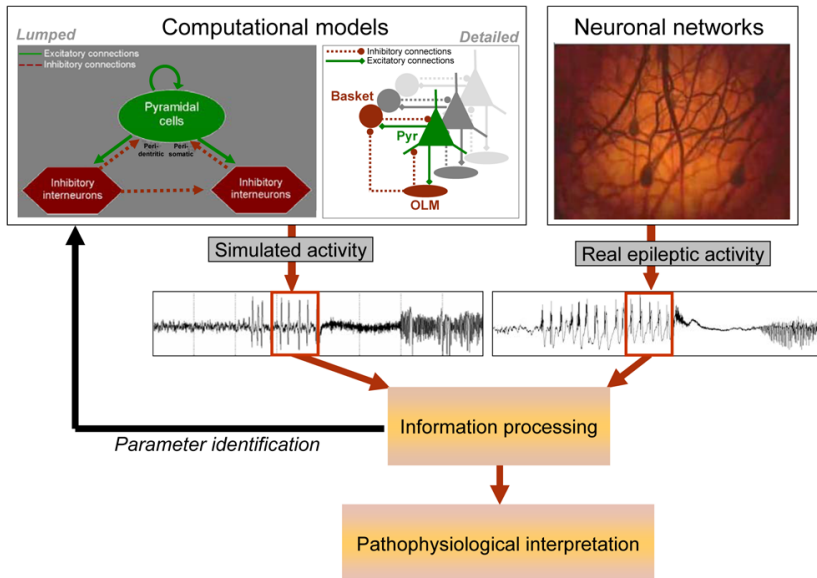 Computational models
Neuronal networks
Lumped
Excitatory connections
Inhibitory connections
Pyramidal
cells
Peri-
dentritic
Peri-
somatic
Inhibitory
interneurons
Inhibitory
interneurons
Detailed
Inhibitory connections
Excitatory connections
Basket
Pyr
OLM
Simulated activity
Real epileptic activity
Information processing
Parameter identification
Pathophysiological interpretation